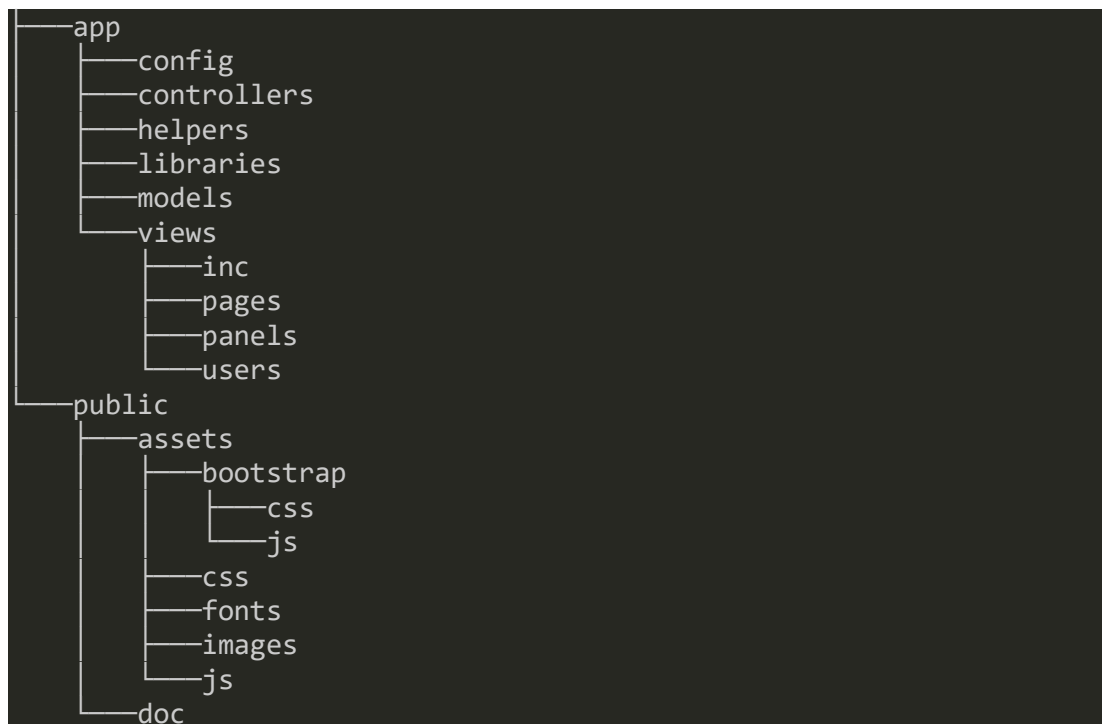 ├───app
│   ├───config
│   ├───controllers
│   ├───helpers
│   ├───libraries
│   ├───models
│   └───views
│       ├───inc
│       ├───pages
│       ├───panels
│       └───users
└───public
    ├───assets
    │   ├───bootstrap
    │   │   ├───css
    │   │   └───js
    │   ├───css
    │   ├───fonts
    │   ├───images
    │   └───js
    └───doc